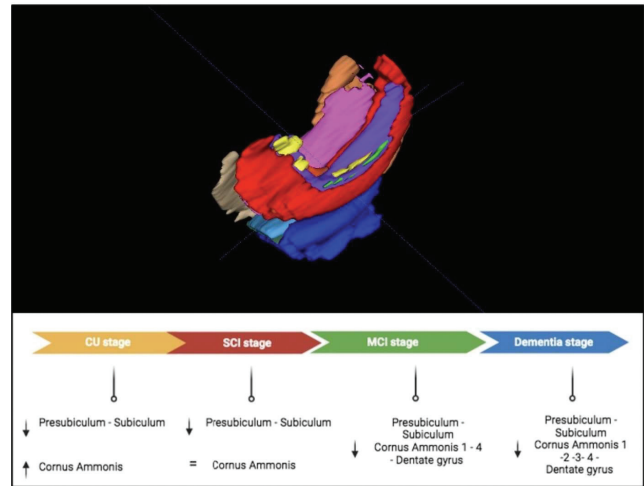 CU stage
SCI stage
MCI stage
Dementia stage
↓ Presubiculum - Subiculum
↑ Cornus Ammonis
↓ Presubiculum - Subiculum
= Cornus Ammonis
Presubiculum -
Subiculum
↓ Cornus Ammonis 1 - 4
- Dentate gyrus
Presubiculum -
Subiculum
↓ Cornus Ammonis 1
-2 -3- 4 -
Dentate gyrus